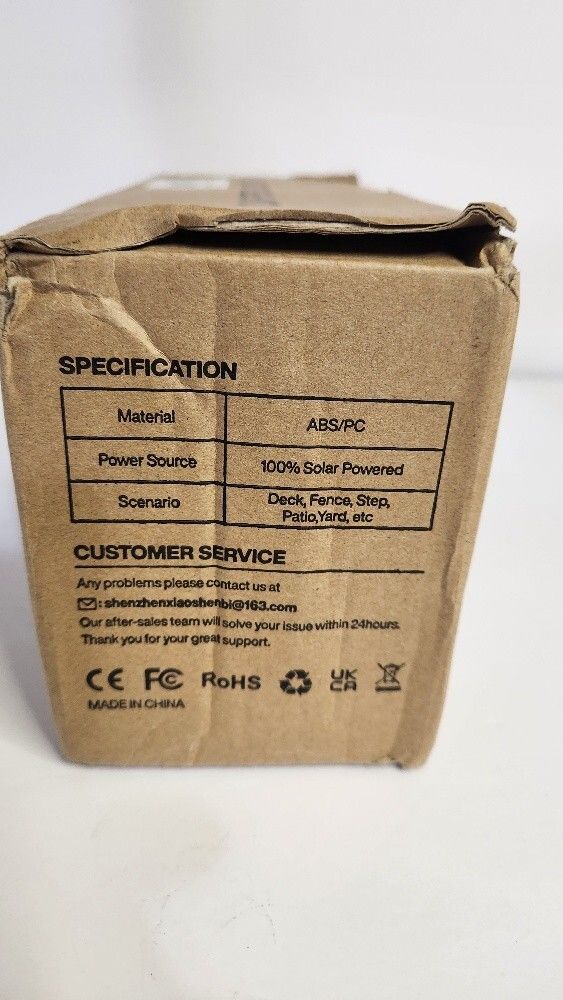 SPECIFICATION
Material ABS/PC
Power Source 100% Solar Powered
Scenario Deck, Fence, Step,
Patio,Yard, etc
CUSTOMER SERVICE
Any problems please contact us at
: shenzhenxiaoshenbi@163.com
Our after-sales team will solve your issue within 24hours.
Thank you for your great support.
CE FC RoHS UK
CA
MADE IN CHINA